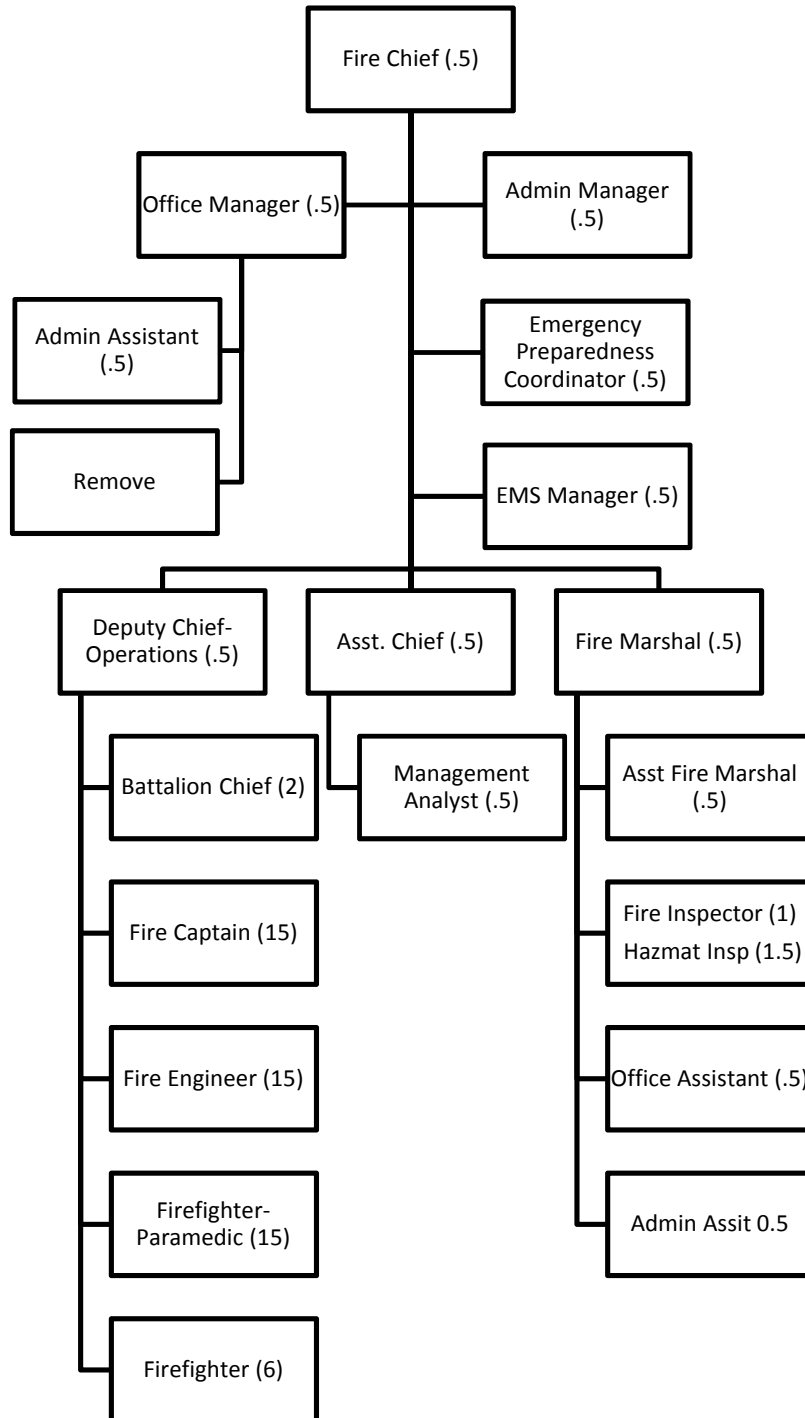 Fire Chief (.5)
Office Manager (.5)
Admin Manager
(.5)
Admin Assistant
(.5)
Emergency
Preparedness
Coordinator (.5)
Remove
EMS Manager (.5)
Deputy Chief-
Operations (.5)
Asst. Chief (.5)
Fire Marshal (.5)
Battalion Chief (2)
Management
Analyst (.5)
Asst Fire Marshal
(.5)
Fire Captain (15)
Fire Inspector (1)
Hazmat Insp (1.5)
Fire Engineer (15)
Office Assistant (.5)
Firefighter-
Paramedic (15)
Admin Assit 0.5
Firefighter (6)